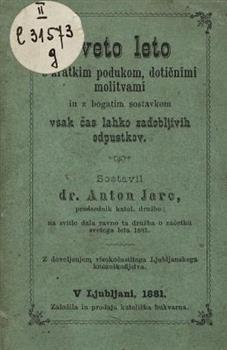 II
C 31573
g
veto leto
kratkim podukom, dotičnimi
molitvami
in z bogatim sostavkom
vsak čas lahko zadobljivih
odpustkov.
Sostavil
dr. Anton Jarc,
predsednik katol. družbe;
na svitlo dala ravno ta družba o začetku
svetega leta 1881.
Z dovoljenjem visokočastitega Ljubljanskega
knezoškofijstva.
V Ljubljani, 1881.
Založila in prodaja katoliška bukvarna.